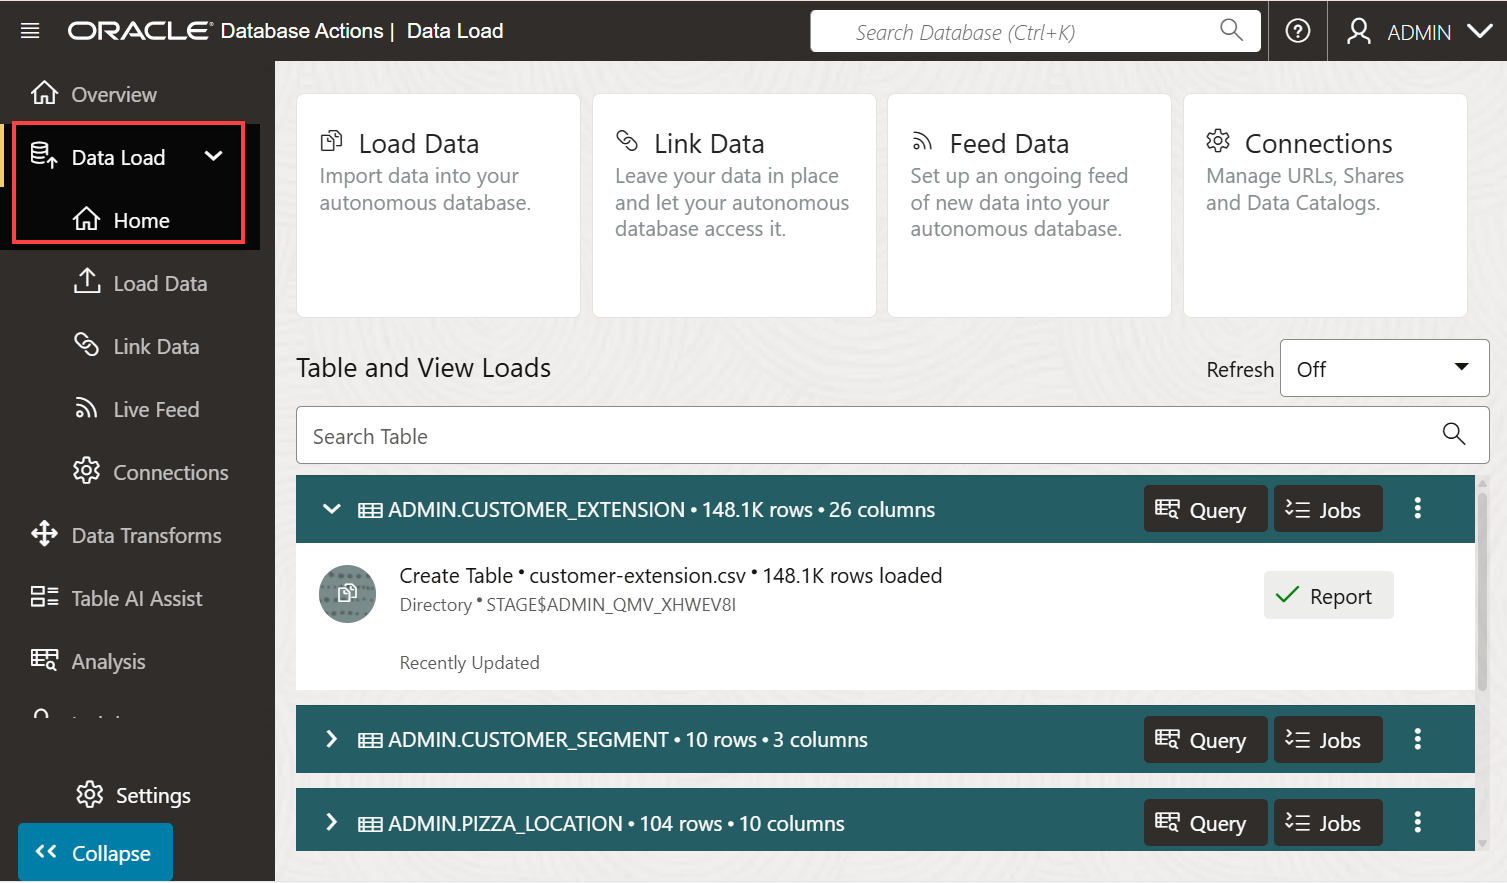 ORACLE Database Actions | Data Load
Search Database (Ctrl+K)
ADMIN
Overview
Data Load
Home
Load Data
Link Data
Live Feed
Connections
Data Transforms
Table AI Assist
Analysis
Settings
Collapse
Load Data
Import data into your
autonomous database.
Link Data
Leave your data in place
and let your autonomous
database access it.
Feed Data
Set up an ongoing feed
of new data into your
autonomous database.
Connections
Manage URLs, Shares
and Data Catalogs.
Table and View Loads
Refresh Off
Search Table
ADMIN.CUSTOMER_EXTENSION • 148.1K rows • 26 columns Query Jobs
Create Table • customer-extension.csv • 148.1K rows loaded
Directory • STAGE$ADMIN_QMV_XHWEV8I
Report
Recently Updated
ADMIN.CUSTOMER_SEGMENT • 10 rows • 3 columns Query Jobs
ADMIN.PIZZA_LOCATION • 104 rows • 10 columns Query Jobs